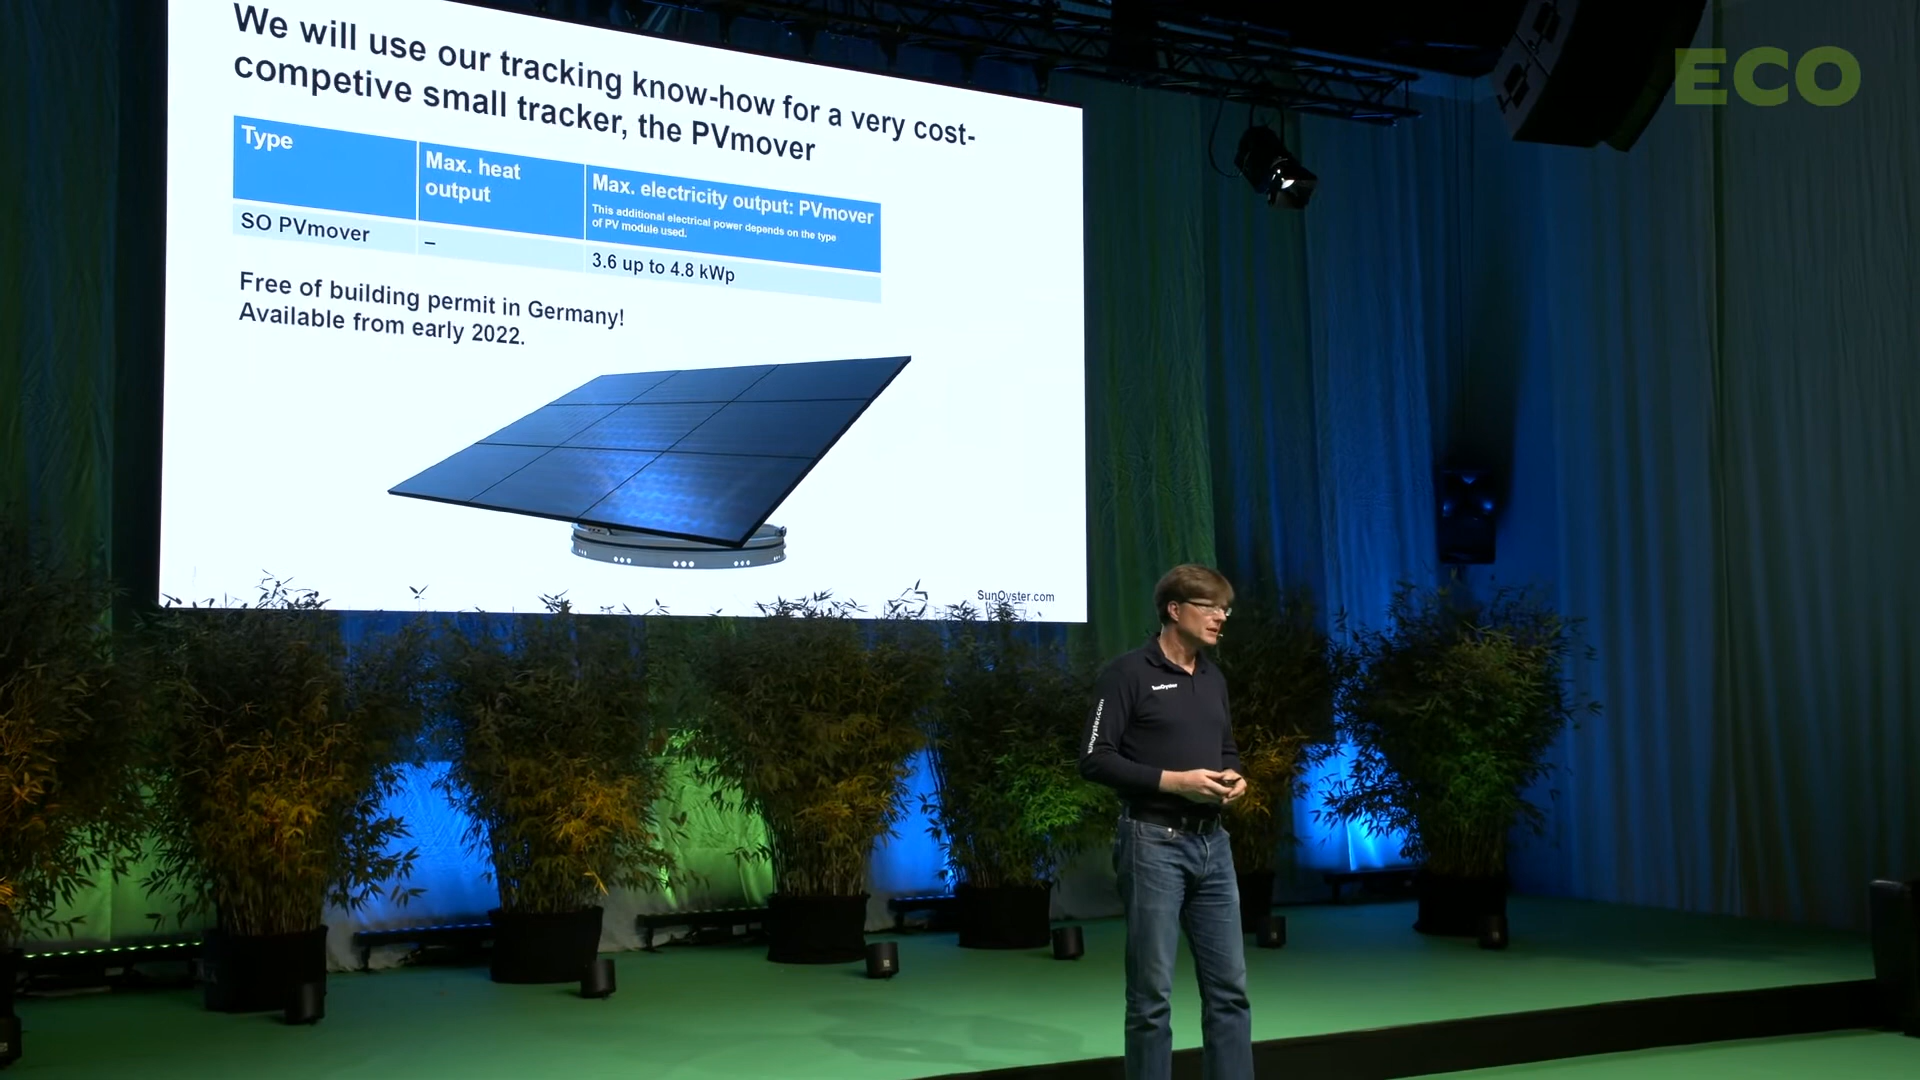 ECO
We will use our tracking know-how for a very cost-
competive small tracker, the PVmover
Type
Max. heat
output
Max. electricity output: PVmover
This additional electrical power depends on the type
of PV module used.
SO PVmover
–
3.6 up to 4.8 kWp
Free of building permit in Germany!
Available from early 2022.
SunOyster.com
SunOyster
SunOyster.com